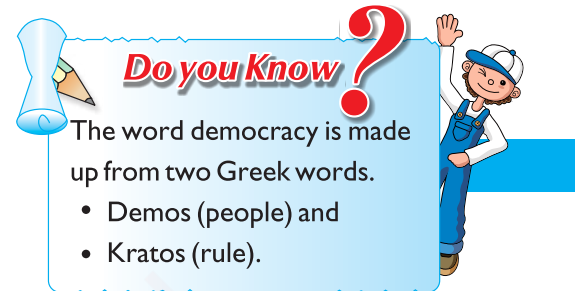 Do you Know ?
The word democracy is made
up from two Greek words.
• Demos (people) and
• Kratos (rule).